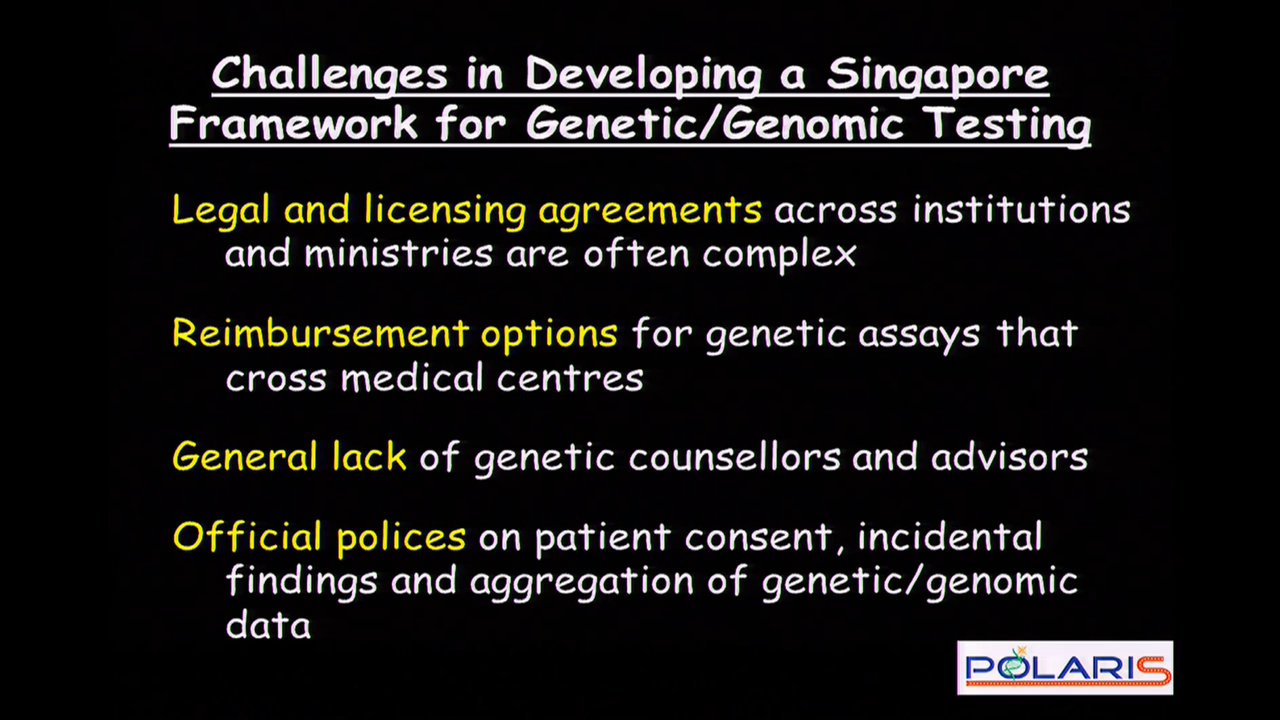 Challenges in Developing a Singapore
Framework for Genetic/Genomic Testing
Legal and licensing agreements across institutions
and ministries are often complex
Reimbursement options for genetic assays that
cross medical centres
General lack of genetic counsellors and advisors
Official polices on patient consent, incidental
findings and aggregation of genetic/genomic
data
POLARIS